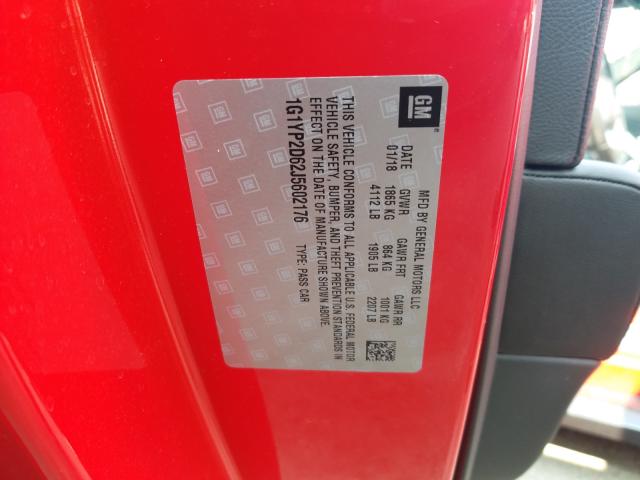 GM
MFD BY GENERAL MOTORS LLC
DATE GVWR GAWR FRT GAWR RR
01/18 1865 KG 864 KG 1001 KG
4112 LB 1905 LB 2207 LB
THIS VEHICLE CONFORMS TO ALL APPLICABLE U.S. FEDERAL MOTOR
VEHICLE SAFETY, BUMPER, AND THEFT PREVENTION STANDARDS IN
EFFECT ON THE DATE OF MANUFACTURE SHOWN ABOVE.
1G1YP2D62J5602176 TYPE: PASS CAR